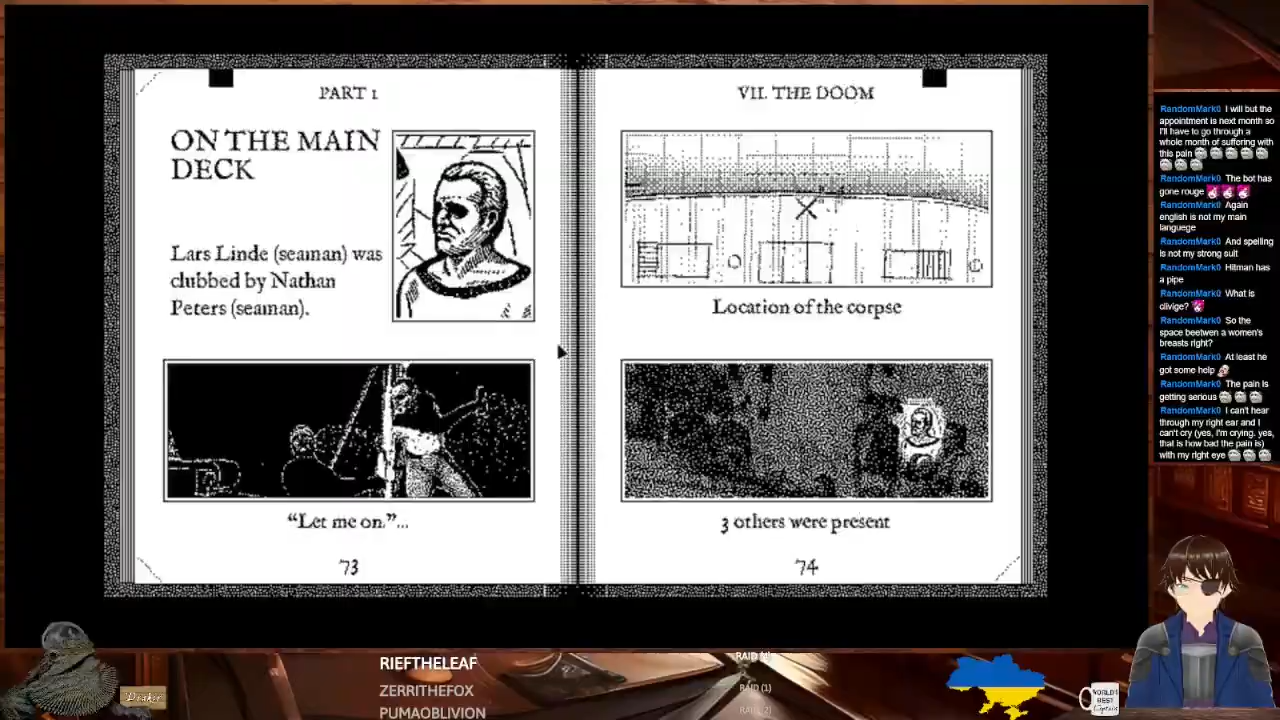 PART 1
ON THE MAIN
DECK
Lars Linde (seaman) was
clubbed by Nathan
Peters (seaman).
"Let me on."...
73
VII. THE DOOM
Location of the corpse
3 others were present
74
RandomMark0 I will but the
appointment is next month so
I'll have to go through a
whole month of suffering with
this pain
RandomMark0 The bot has
gone rouge
RandomMark0 Again
english is not my main
languege
RandomMark0 And spelling
is not my strong suit
RandomMark0 Hitman has
a pipe
RandomMark0 What is
clivige?
RandomMark0 So the
space beetwen a women's
breasts right?
RandomMark0 At least he
got some help
RandomMark0 The pain is
getting serious
RandomMark0 I can't hear
through my right ear and I
can't cry (yes, I'm crying. yes,
that is how bad the pain is)
with my right eye
RIEFTHELEAF
ZERRITHEFOX
PUMAOBLIVION
RAID (1)
WORLD'S
BEST